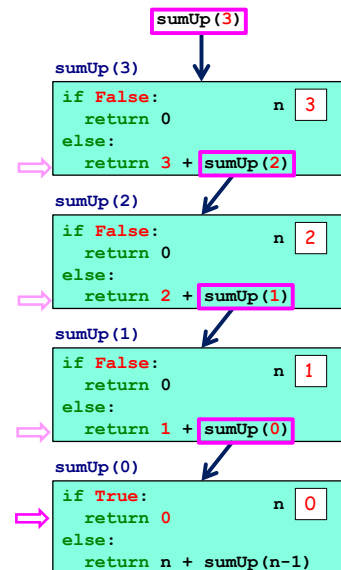 sumUp(3)
sumUp(3)
if False: n 3
return 0
else:
return 3 + sumUp(2)
sumUp(2)
if False: n 2
return 0
else:
return 2 + sumUp(1)
sumUp(1)
if False: n 1
return 0
else:
return 1 + sumUp(0)
sumUp(0)
if True: n 0
return 0
else:
return n + sumUp(n-1)